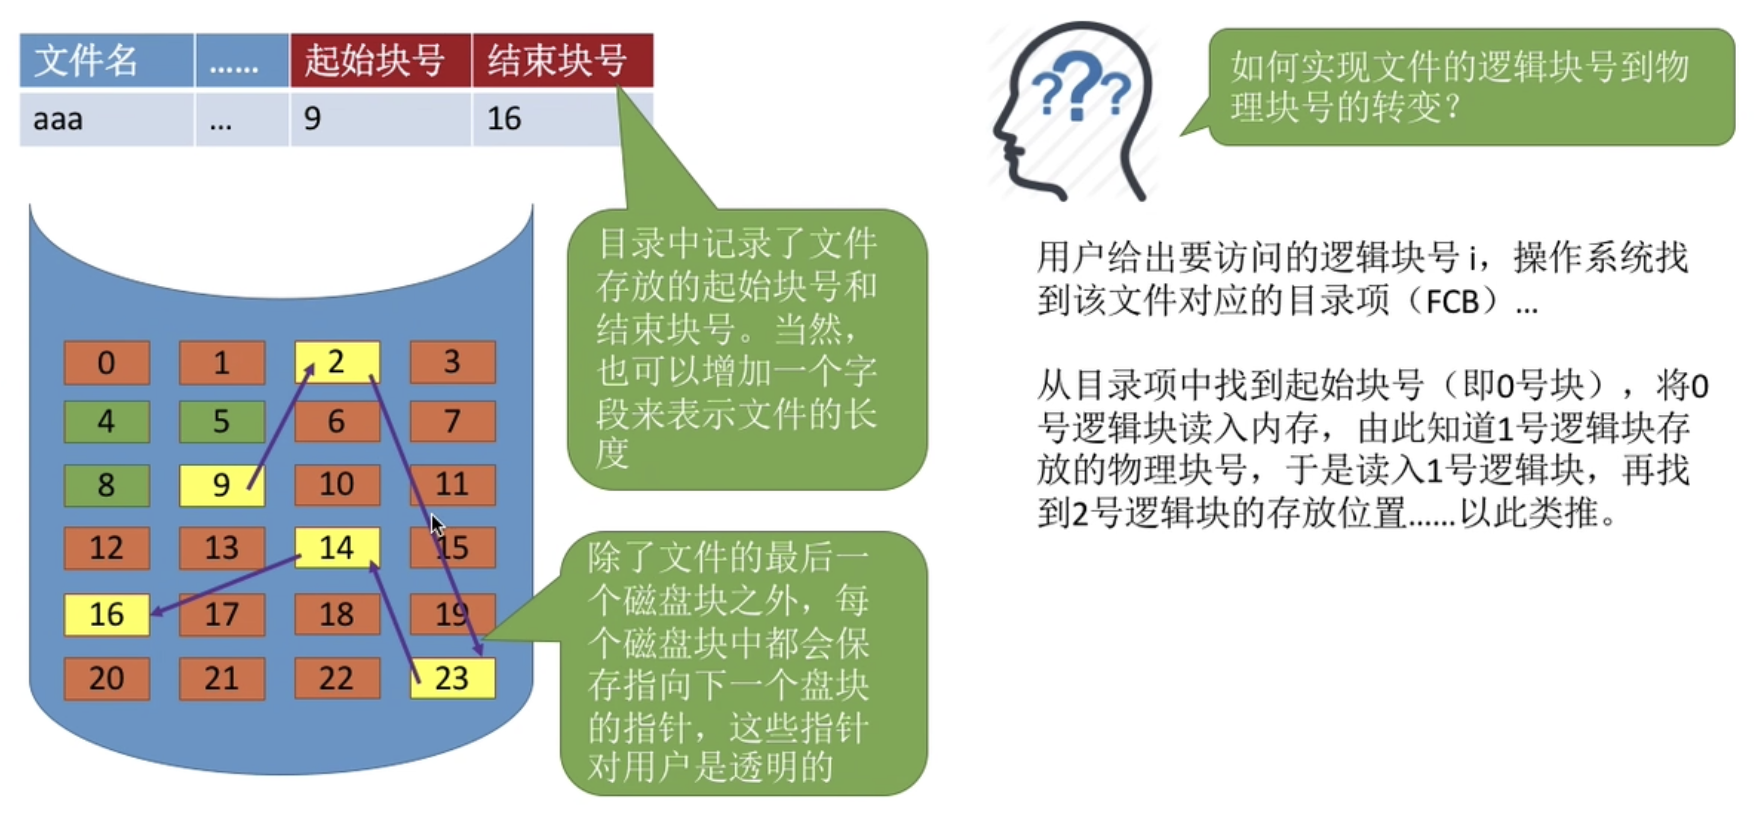 文件名 …… 起始块号 结束块号
aaa … 9 16
如何实现文件的逻辑块号到物
理块号的转变？
???
目录中记录了文件
存放的起始块号和
结束块号。当然，
也可以增加一个字
段来表示文件的长
度
用户给出要访问的逻辑块号 i，操作系统找
到该文件对应的目录项（FCB）…
从目录项中找到起始块号（即0号块），将0
号逻辑块读入内存，由此知道1号逻辑块存
放的物理块号，于是读入1号逻辑块，再找
到2号逻辑块的存放位置……以此类推。
0 1 2 3
4 5 6 7
8 9 10 11
12 13 14 15
16 17 18 19
20 21 22 23
除了文件的最后一
个磁盘块之外，每
个磁盘块中都会保
存指向下一个盘块
的指针，这些指针
对用户是透明的